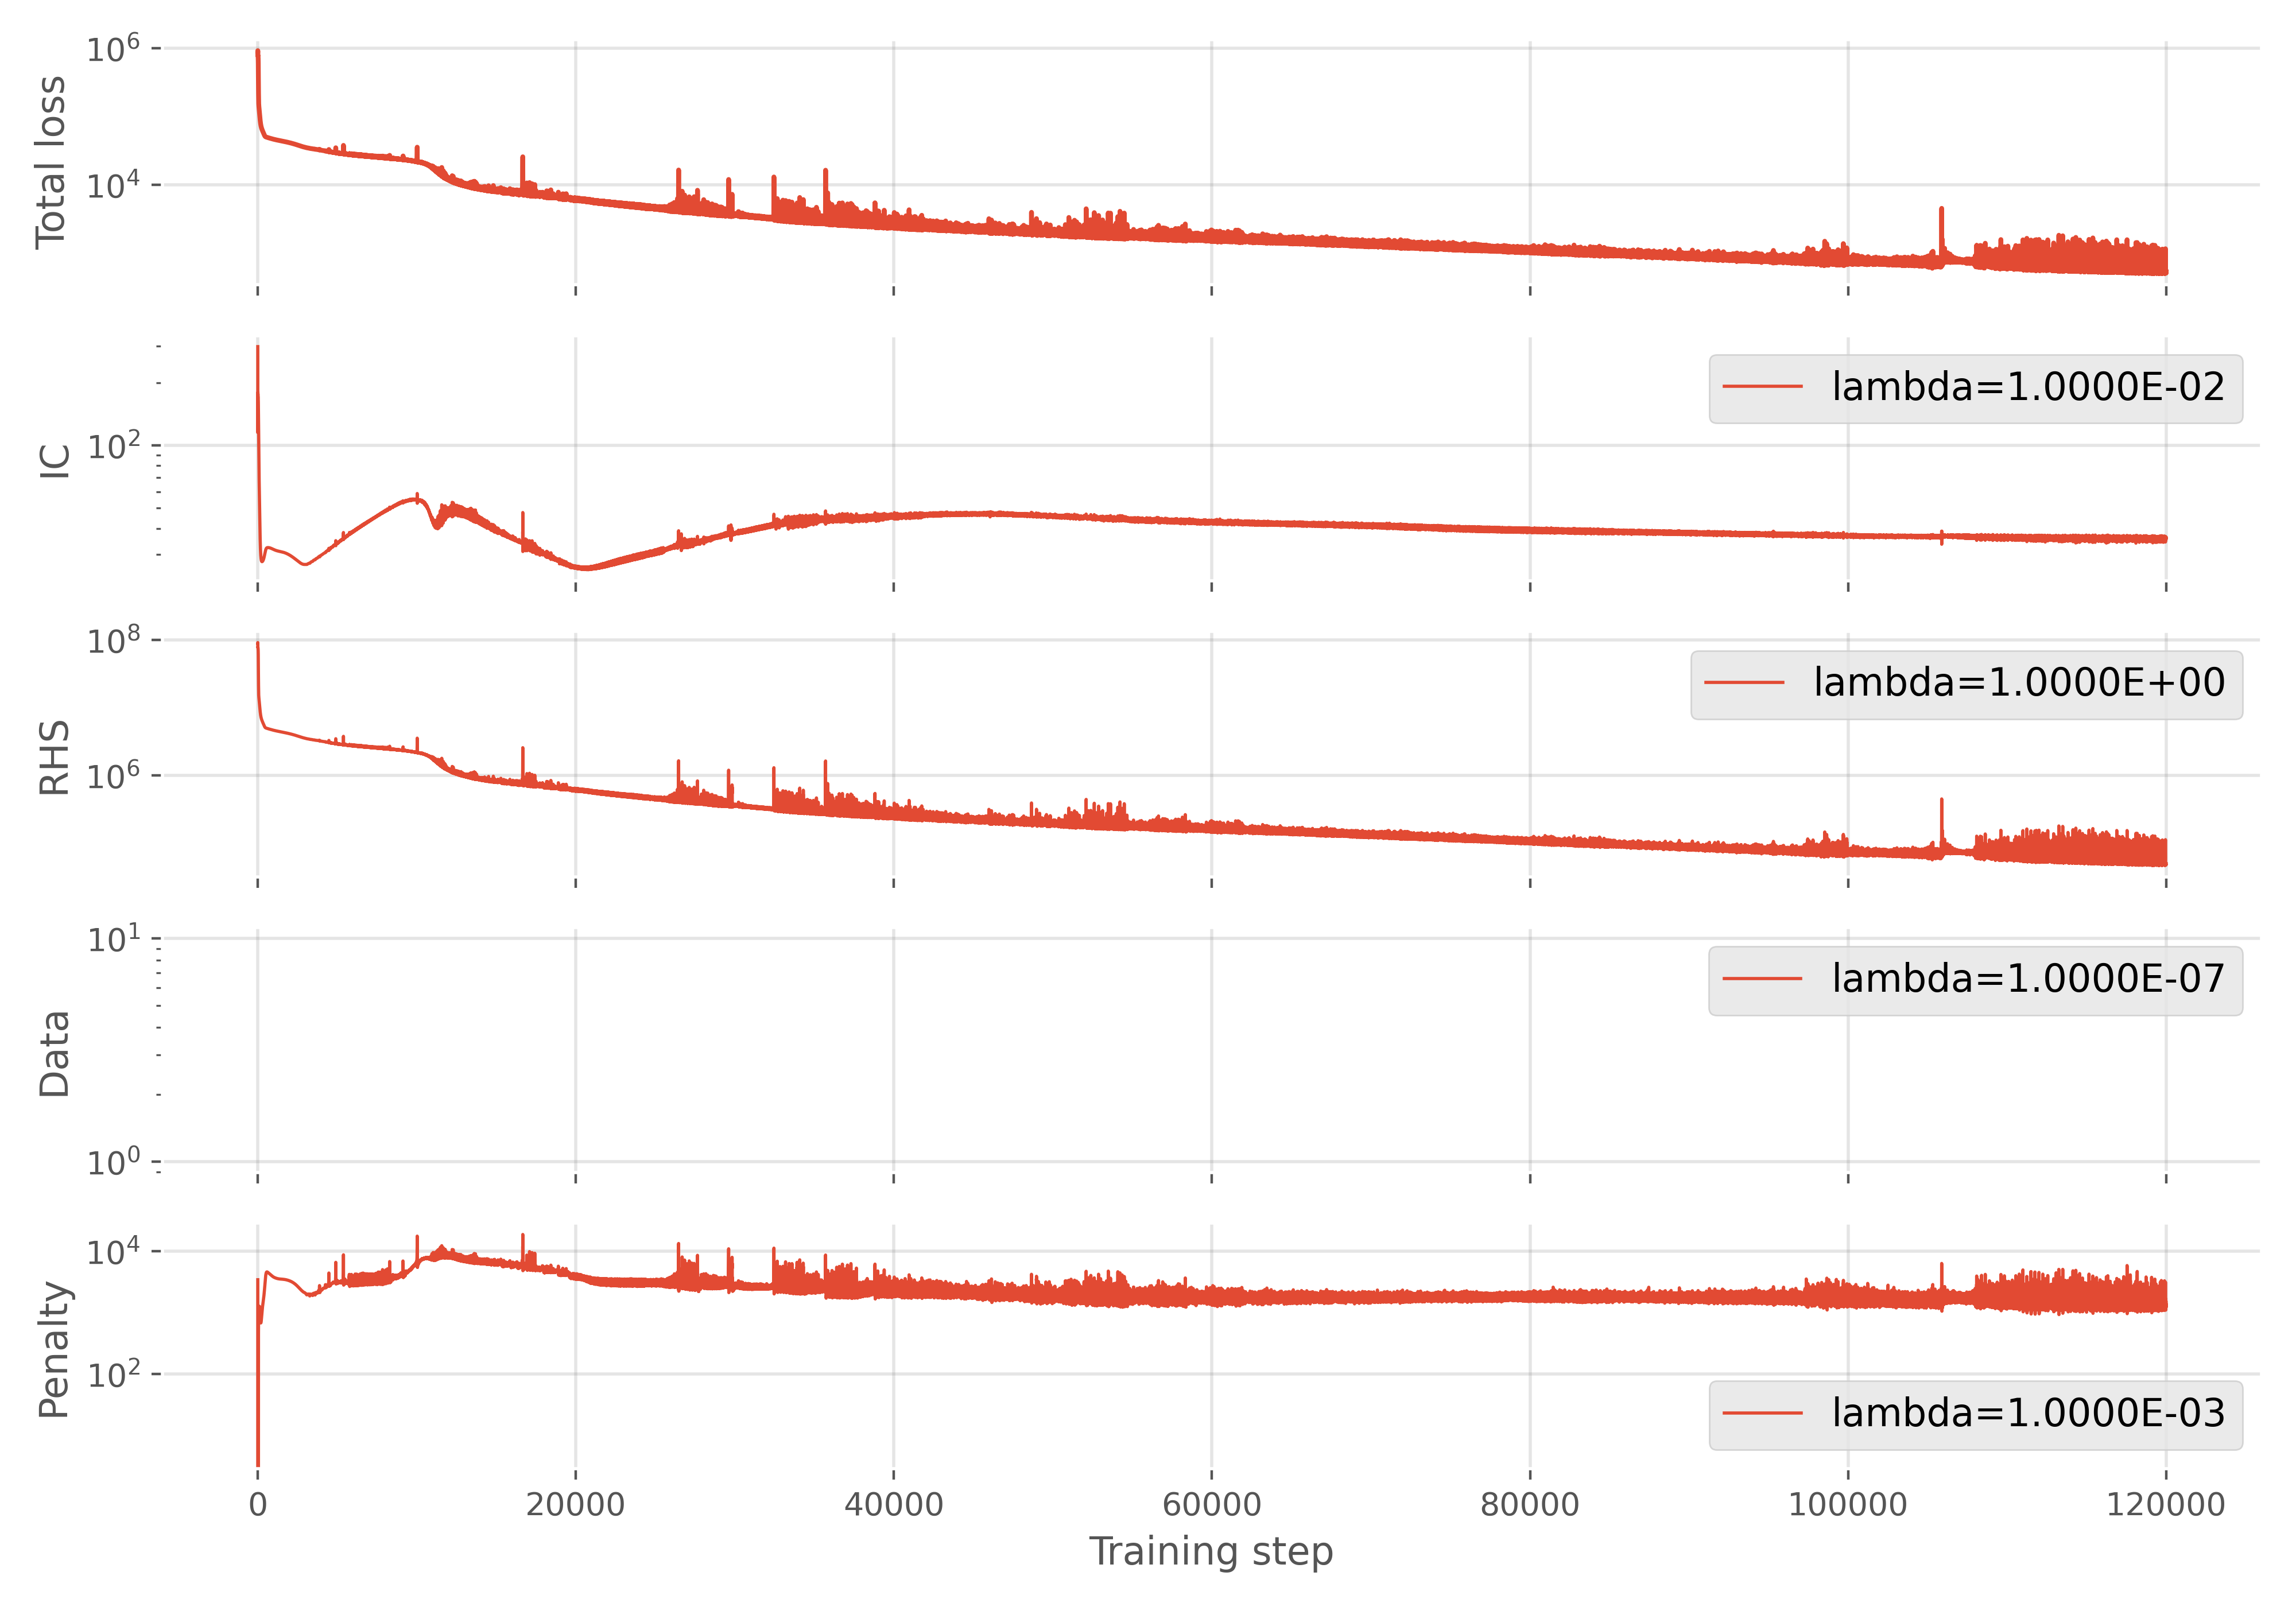 Total loss
10^6
10^4
IC
10^2
lambda=1.0000E-02
RHS
10^8
10^6
lambda=1.0000E+00
Data
10^1
10^0
lambda=1.0000E-07
Penalty
10^4
10^2
lambda=1.0000E-03
0 20000 40000 60000 80000 100000 120000
Training step